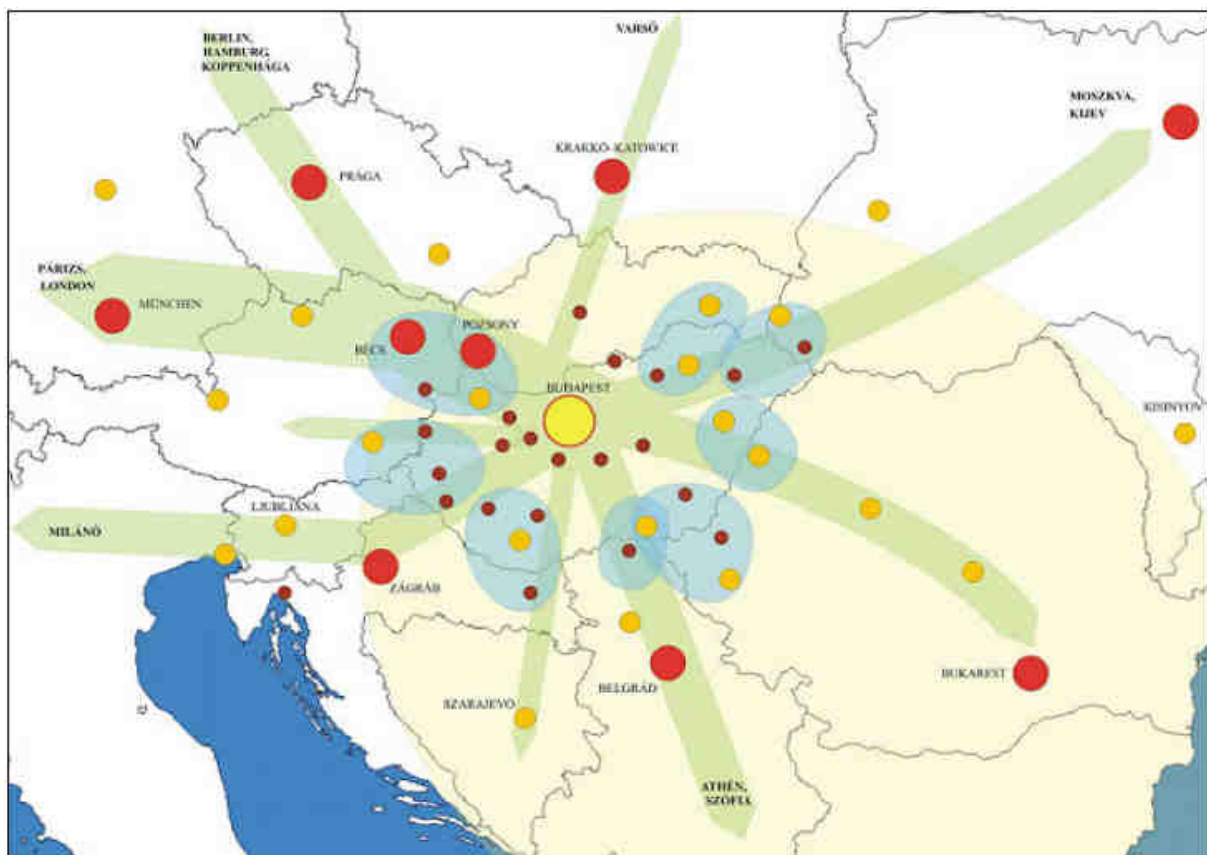 BERLIN,
HAMBURG,
KOPPENHÁGA
VARSÓ
MOSZKVA,
KIJEV
KRAKKÓ-KATOWICE
PRÁGA
PÁRIZS,
LONDON
MÜNCHEN
BÉCS
POZSONY
BUDAPEST
KISINYOV
LJUBLJANA
MILÁNÓ
ZÁGRÁB
SZARAJEVO
BELGRÁD
BUKAREST
ATHÉN,
SZÓFIA